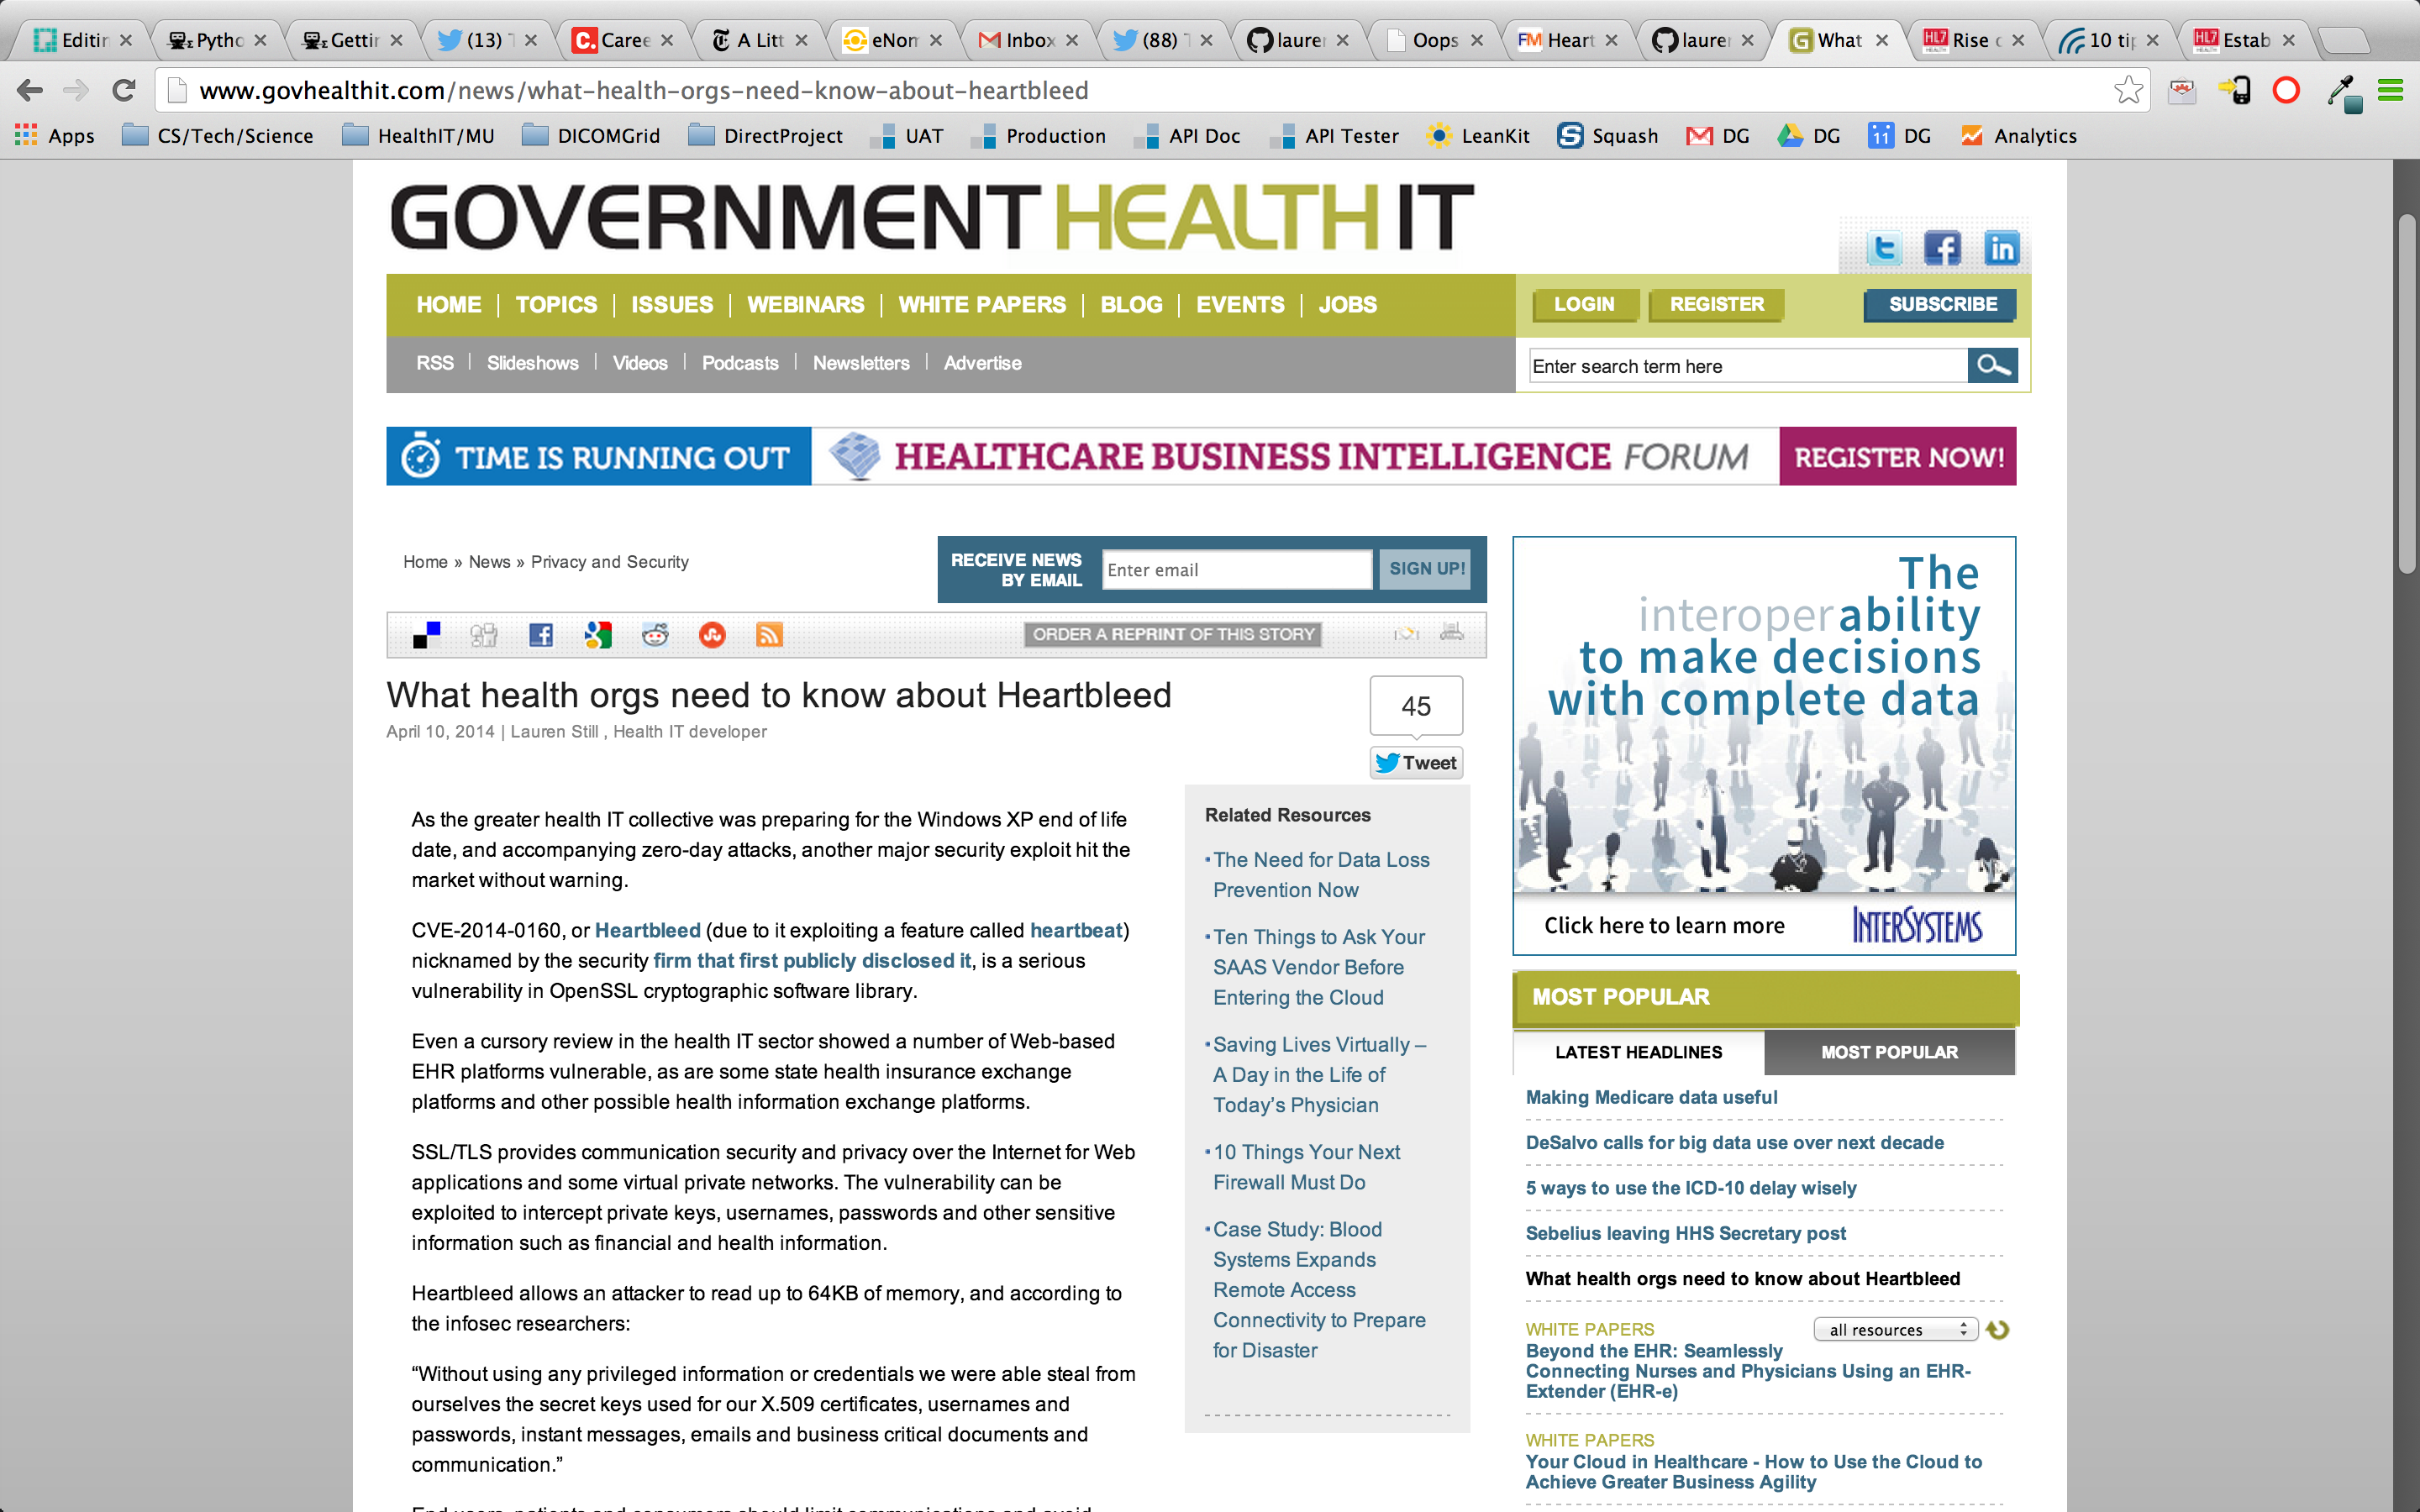 Editin
Pytho
Gettin
(13)
Caree
A Litt
eNom
Inbox
(88)
lauren
Oops
Heart
lauren
What
Rise
10 tip
Estab
www.govhealthit.com/news/what-health-orgs-need-know-about-heartbleed
Apps CS/Tech/Science HealthIT/MU DICOMGrid DirectProject UAT Production API Doc API Tester LeanKit Squash DG DG 11 DG Analytics
GOVERNMENT HEALTH IT
HOME | TOPICS | ISSUES | WEBINARS | WHITE PAPERS | BLOG | EVENTS | JOBS
LOGIN REGISTER SUBSCRIBE
RSS | Slideshows | Videos | Podcasts | Newsletters | Advertise
Enter search term here
TIME IS RUNNING OUT HEALTHCARE BUSINESS INTELLIGENCE FORUM REGISTER NOW!
Home » News » Privacy and Security
RECEIVE NEWS
BY EMAIL
Enter email
SIGN UP!
ORDER A REPRINT OF THIS STORY
What health orgs need to know about Heartbleed
April 10, 2014 | Lauren Still , Health IT developer
45
Tweet
As the greater health IT collective was preparing for the Windows XP end of life
date, and accompanying zero-day attacks, another major security exploit hit the
market without warning.
CVE-2014-0160, or Heartbleed (due to it exploiting a feature called heartbeat)
nicknamed by the security firm that first publicly disclosed it, is a serious
vulnerability in OpenSSL cryptographic software library.
Even a cursory review in the health IT sector showed a number of Web-based
EHR platforms vulnerable, as are some state health insurance exchange
platforms and other possible health information exchange platforms.
SSL/TLS provides communication security and privacy over the Internet for Web
applications and some virtual private networks. The vulnerability can be
exploited to intercept private keys, usernames, passwords and other sensitive
information such as financial and health information.
Heartbleed allows an attacker to read up to 64KB of memory, and according to
the infosec researchers:
“Without using any privileged information or credentials we were able steal from
ourselves the secret keys used for our X.509 certificates, usernames and
passwords, instant messages, emails and business critical documents and
communication.”
Related Resources
•The Need for Data Loss
Prevention Now
•Ten Things to Ask Your
SAAS Vendor Before
Entering the Cloud
•Saving Lives Virtually –
A Day in the Life of
Today’s Physician
•10 Things Your Next
Firewall Must Do
•Case Study: Blood
Systems Expands
Remote Access
Connectivity to Prepare
for Disaster
The
interoperability
to make decisions
with complete data
Click here to learn more
INTERSYSTEMS
MOST POPULAR
LATEST HEADLINES MOST POPULAR
Making Medicare data useful
DeSalvo calls for big data use over next decade
5 ways to use the ICD-10 delay wisely
Sebelius leaving HHS Secretary post
What health orgs need to know about Heartbleed
WHITE PAPERS
all resources
Beyond the EHR: Seamlessly
Connecting Nurses and Physicians Using an EHR-
Extender (EHR-e)
WHITE PAPERS
Your Cloud in Healthcare - How to Use the Cloud to
Achieve Greater Business Agility